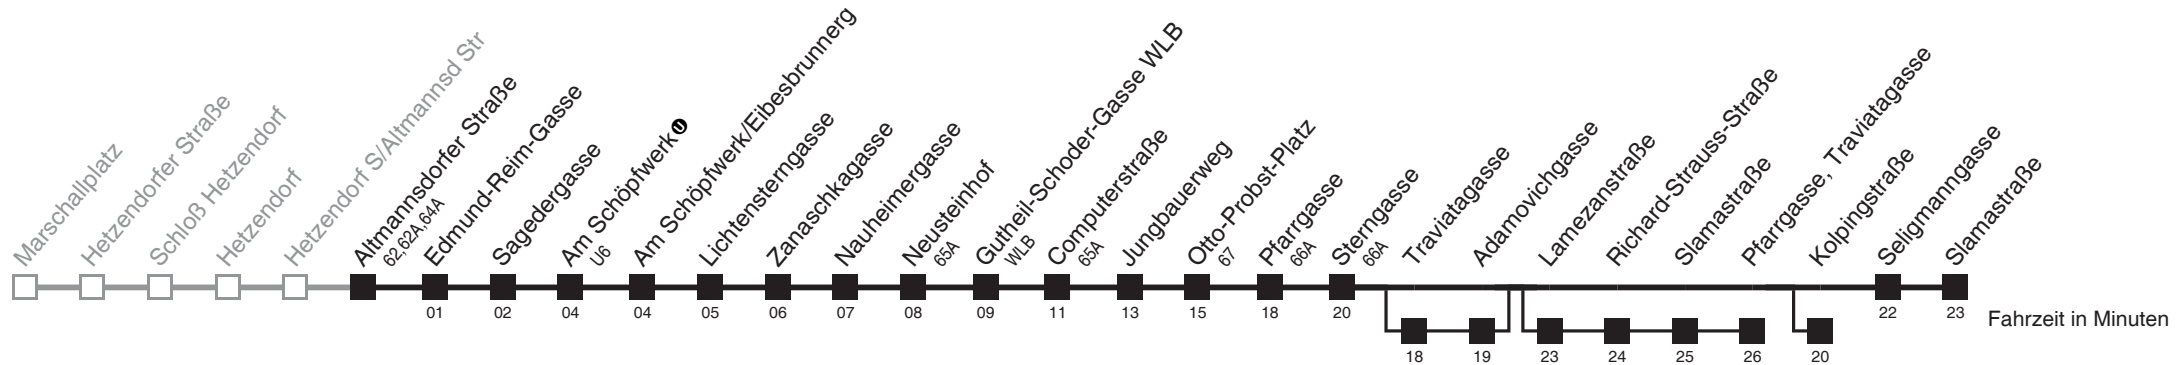 Marschallplatz
Hetzendorfer Straße
Schloß Hetzendorf
Hetzendorf
Hetzendorf S/Altmannsd Str
Altmannsdorfer Straße
62,62A,64A
Edmund-Reim-Gasse
Sagedergasse
Am Schöpfwerk U
U6
Am Schöpfwerk/Eibesbrunnerg
Lichtensterngasse
Zanaschkagasse
Nauheimergasse
Neusteinhof
65A
Gutheil-Schoder-Gasse WLB
WLB
Computerstraße
65A
Jungbauerweg
Otto-Probst-Platz
67
Pfarrgasse
66A
Sterngasse
66A
Traviatagasse
Adamovichgasse
Lamezanstraße
Richard-Strauss-Straße
Slamastraße
Pfarrgasse, Traviatagasse
Kolpingstraße
Seligmanngasse
Slamastraße
01 02 04 04 05 06 07 08 09 11 13 15 18 20 22 23
Fahrzeit in Minuten
18 19 23 24 25 26 20